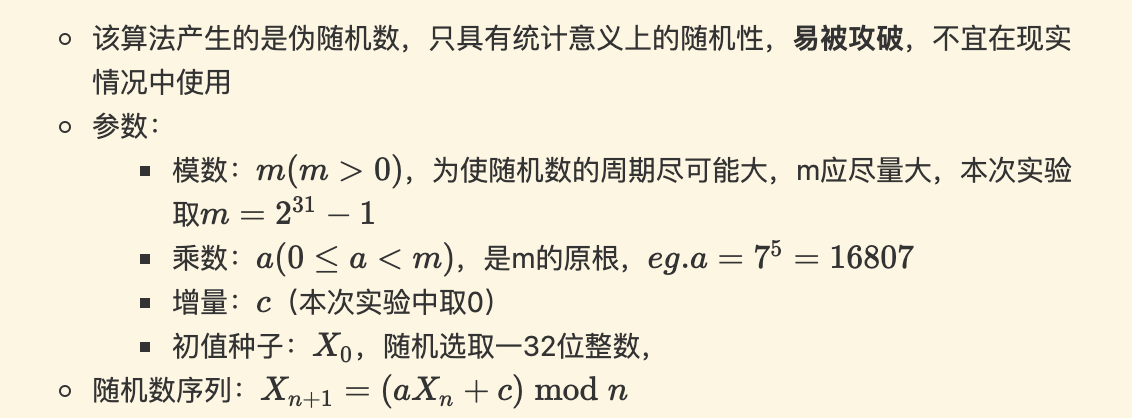 该算法产生的是伪随机数，只具有统计意义上的随机性，易被攻破，不宜在现实
情况中使用
参数：
模数：m(m > 0)，为使随机数的周期尽可能大，m应尽量大，本次实验
取m = 2^{31} − 1
乘数：a(0 ≤ a < m)，是m的原根，eg.a = 7^5 = 16807
增量：c（本次实验中取0）
初值种子：X_0，随机选取一32位整数，
随机数序列：X_{n+1} = (aX_n + c) mod n